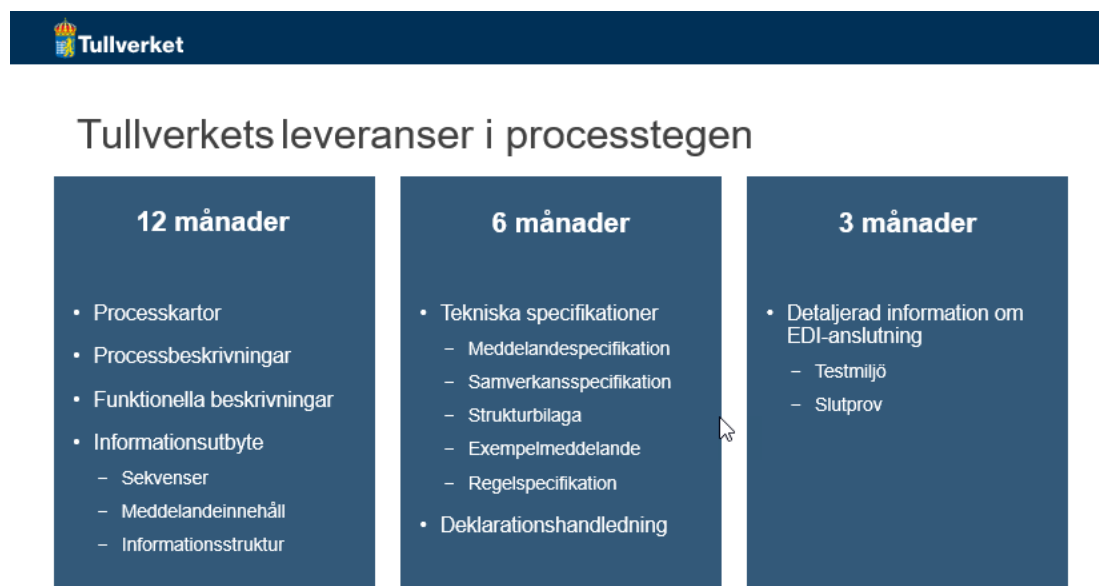 Tullverket
Tullverkets leveranser i processtegen
12 månader
• Processkartor
• Processbeskrivningar
• Funktionella beskrivningar
• Informationsutbyte
– Sekvenser
– Meddelandeinnehåll
– Informationsstruktur
6 månader
• Tekniska specifikationer
– Meddelandespecifikation
– Samverkansspecifikation
– Strukturbilaga
– Exempelmeddelande
– Regelspecifikation
• Deklarationshandledning
3 månader
• Detaljerad information om
EDI-anslutning
– Testmiljö
– Slutprov